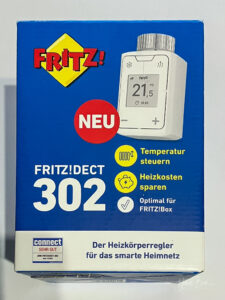 FRITZ!
21,5
NEU
Temperatur
steuern
FRITZ!DECT
302
Heizkosten
sparen
Optimal für
FRITZ!Box
connect
SEHR GUT
Der Heizkörperregler
für das smarte Heimnetz